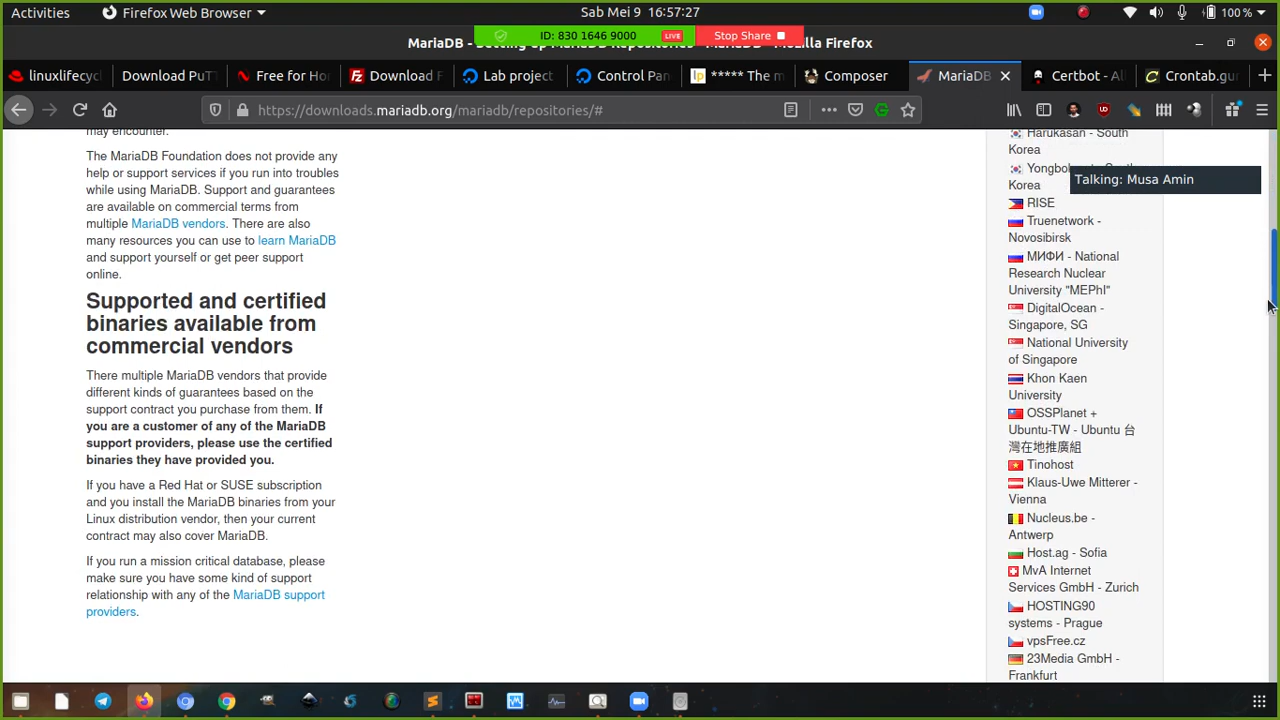 Activities
Firefox Web Browser
Sab Mei 9 16:57:27
100 %
ID: 830 1646 9000
LIVE
Stop Share
MariaDB - Setting up MariaDB Repositories - MariaDB - Mozilla Firefox
linuxlifecyc
Download PuTT
Free for Ho
Download F
Lab project
Control Pan
***** The m
Composer
MariaDB
Certbot - Al
Crontab.gur
https://downloads.mariadb.org/mariadb/repositories/#
may encounter.
The MariaDB Foundation does not provide any
help or support services if you run into troubles
while using MariaDB. Support and guarantees
are available on commercial terms from
multiple MariaDB vendors. There are also
many resources you can use to learn MariaDB
and support yourself or get peer support
online.
Supported and certified
binaries available from
commercial vendors
There multiple MariaDB vendors that provide
different kinds of guarantees based on the
support contract you purchase from them. If
you are a customer of any of the MariaDB
support providers, please use the certified
binaries they have provided you.
If you have a Red Hat or SUSE subscription
and you install the MariaDB binaries from your
Linux distribution vendor, then your current
contract may also cover MariaDB.
If you run a mission critical database, please
make sure you have some kind of support
relationship with any of the MariaDB support
providers.
Harukasan - South
Korea
Korea
Talking: Musa Amin
RISE
Truenetwork -
Novosibirsk
МИФИ - National
Research Nuclear
University "MEPhI"
DigitalOcean -
Singapore, SG
National University
of Singapore
Khon Kaen
University
OSSPlanet +
Ubuntu-TW - Ubuntu 台
灣在地推廣組
Tinohost
Klaus-Uwe Mitterer -
Vienna
Nucleus.be -
Antwerp
Host.ag - Sofia
MvA Internet
Services GmbH - Zurich
HOSTING90
systems - Prague
vpsFree.cz
23Media GmbH -
Frankfurt